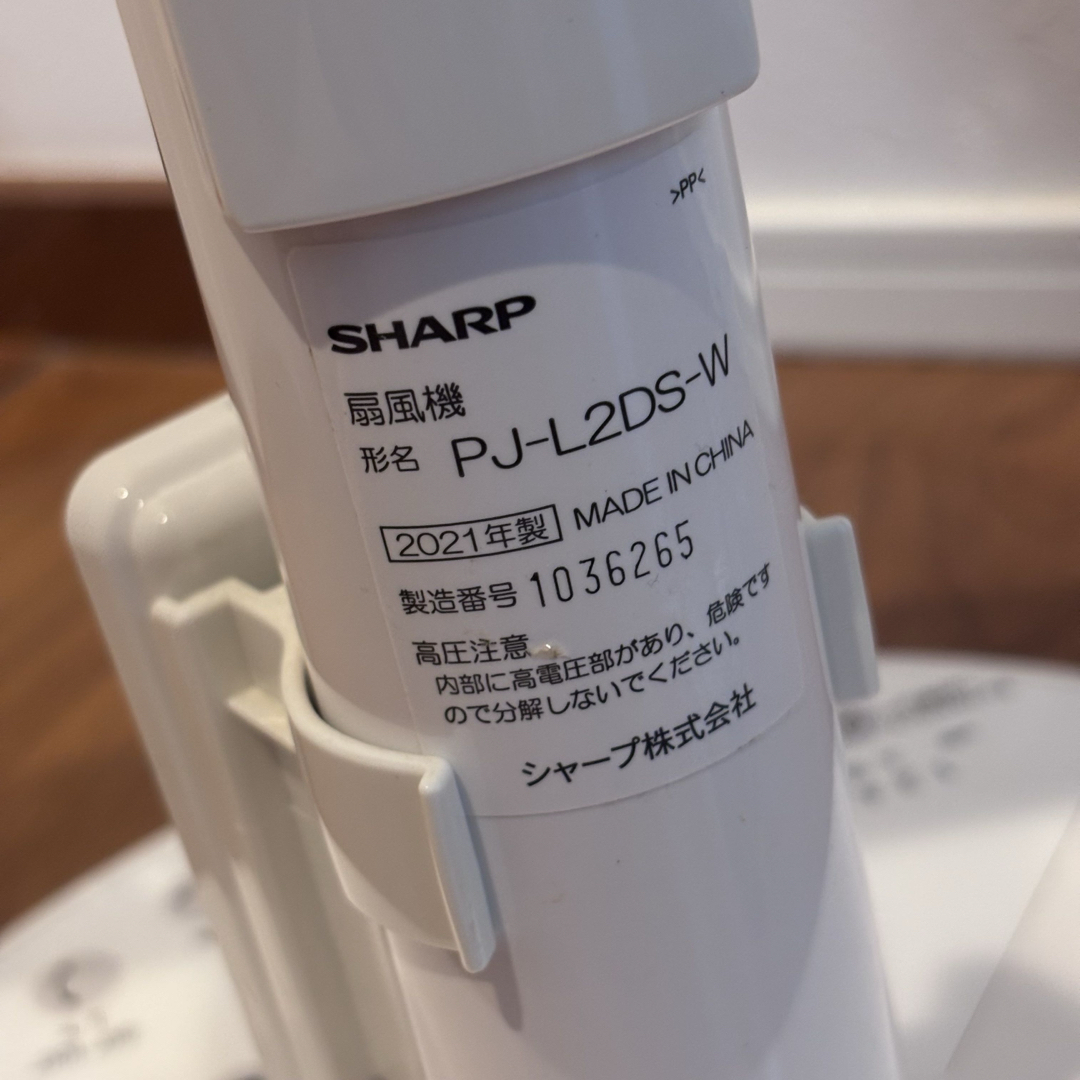 >PP<
SHARP
扇風機
形名 PJ-L2DS-W
2021年製 MADE IN CHINA
製造番号 1036265
高圧注意
内部に高電圧部があり、危険です
ので分解しないでください。
シャープ株式会社